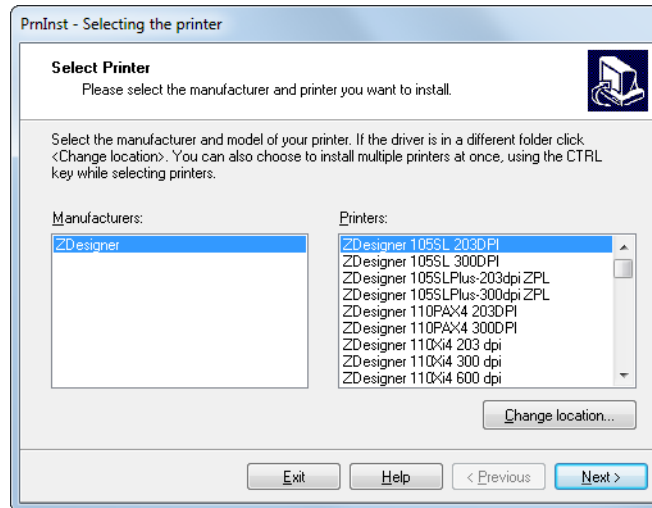 PrnInst - Selecting the printer
Select Printer
Please select the manufacturer and printer you want to install.
Select the manufacturer and model of your printer. If the driver is in a different folder click
<Change location>. You can also choose to install multiple printers at once, using the CTRL
key while selecting printers.
Manufacturers:
ZDesigner
Printers:
ZDesigner 105SL 203DPI
ZDesigner 105SL 300DPI
ZDesigner 105SLPlus-203dpi ZPL
ZDesigner 105SLPlus-300dpi ZPL
ZDesigner 110PAX4 203DPI
ZDesigner 110PAX4 300DPI
ZDesigner 110Xi4 203 dpi
ZDesigner 110Xi4 300 dpi
ZDesigner 110Xi4 600 dpi
Change location...
Exit
Help
< Previous
Next >